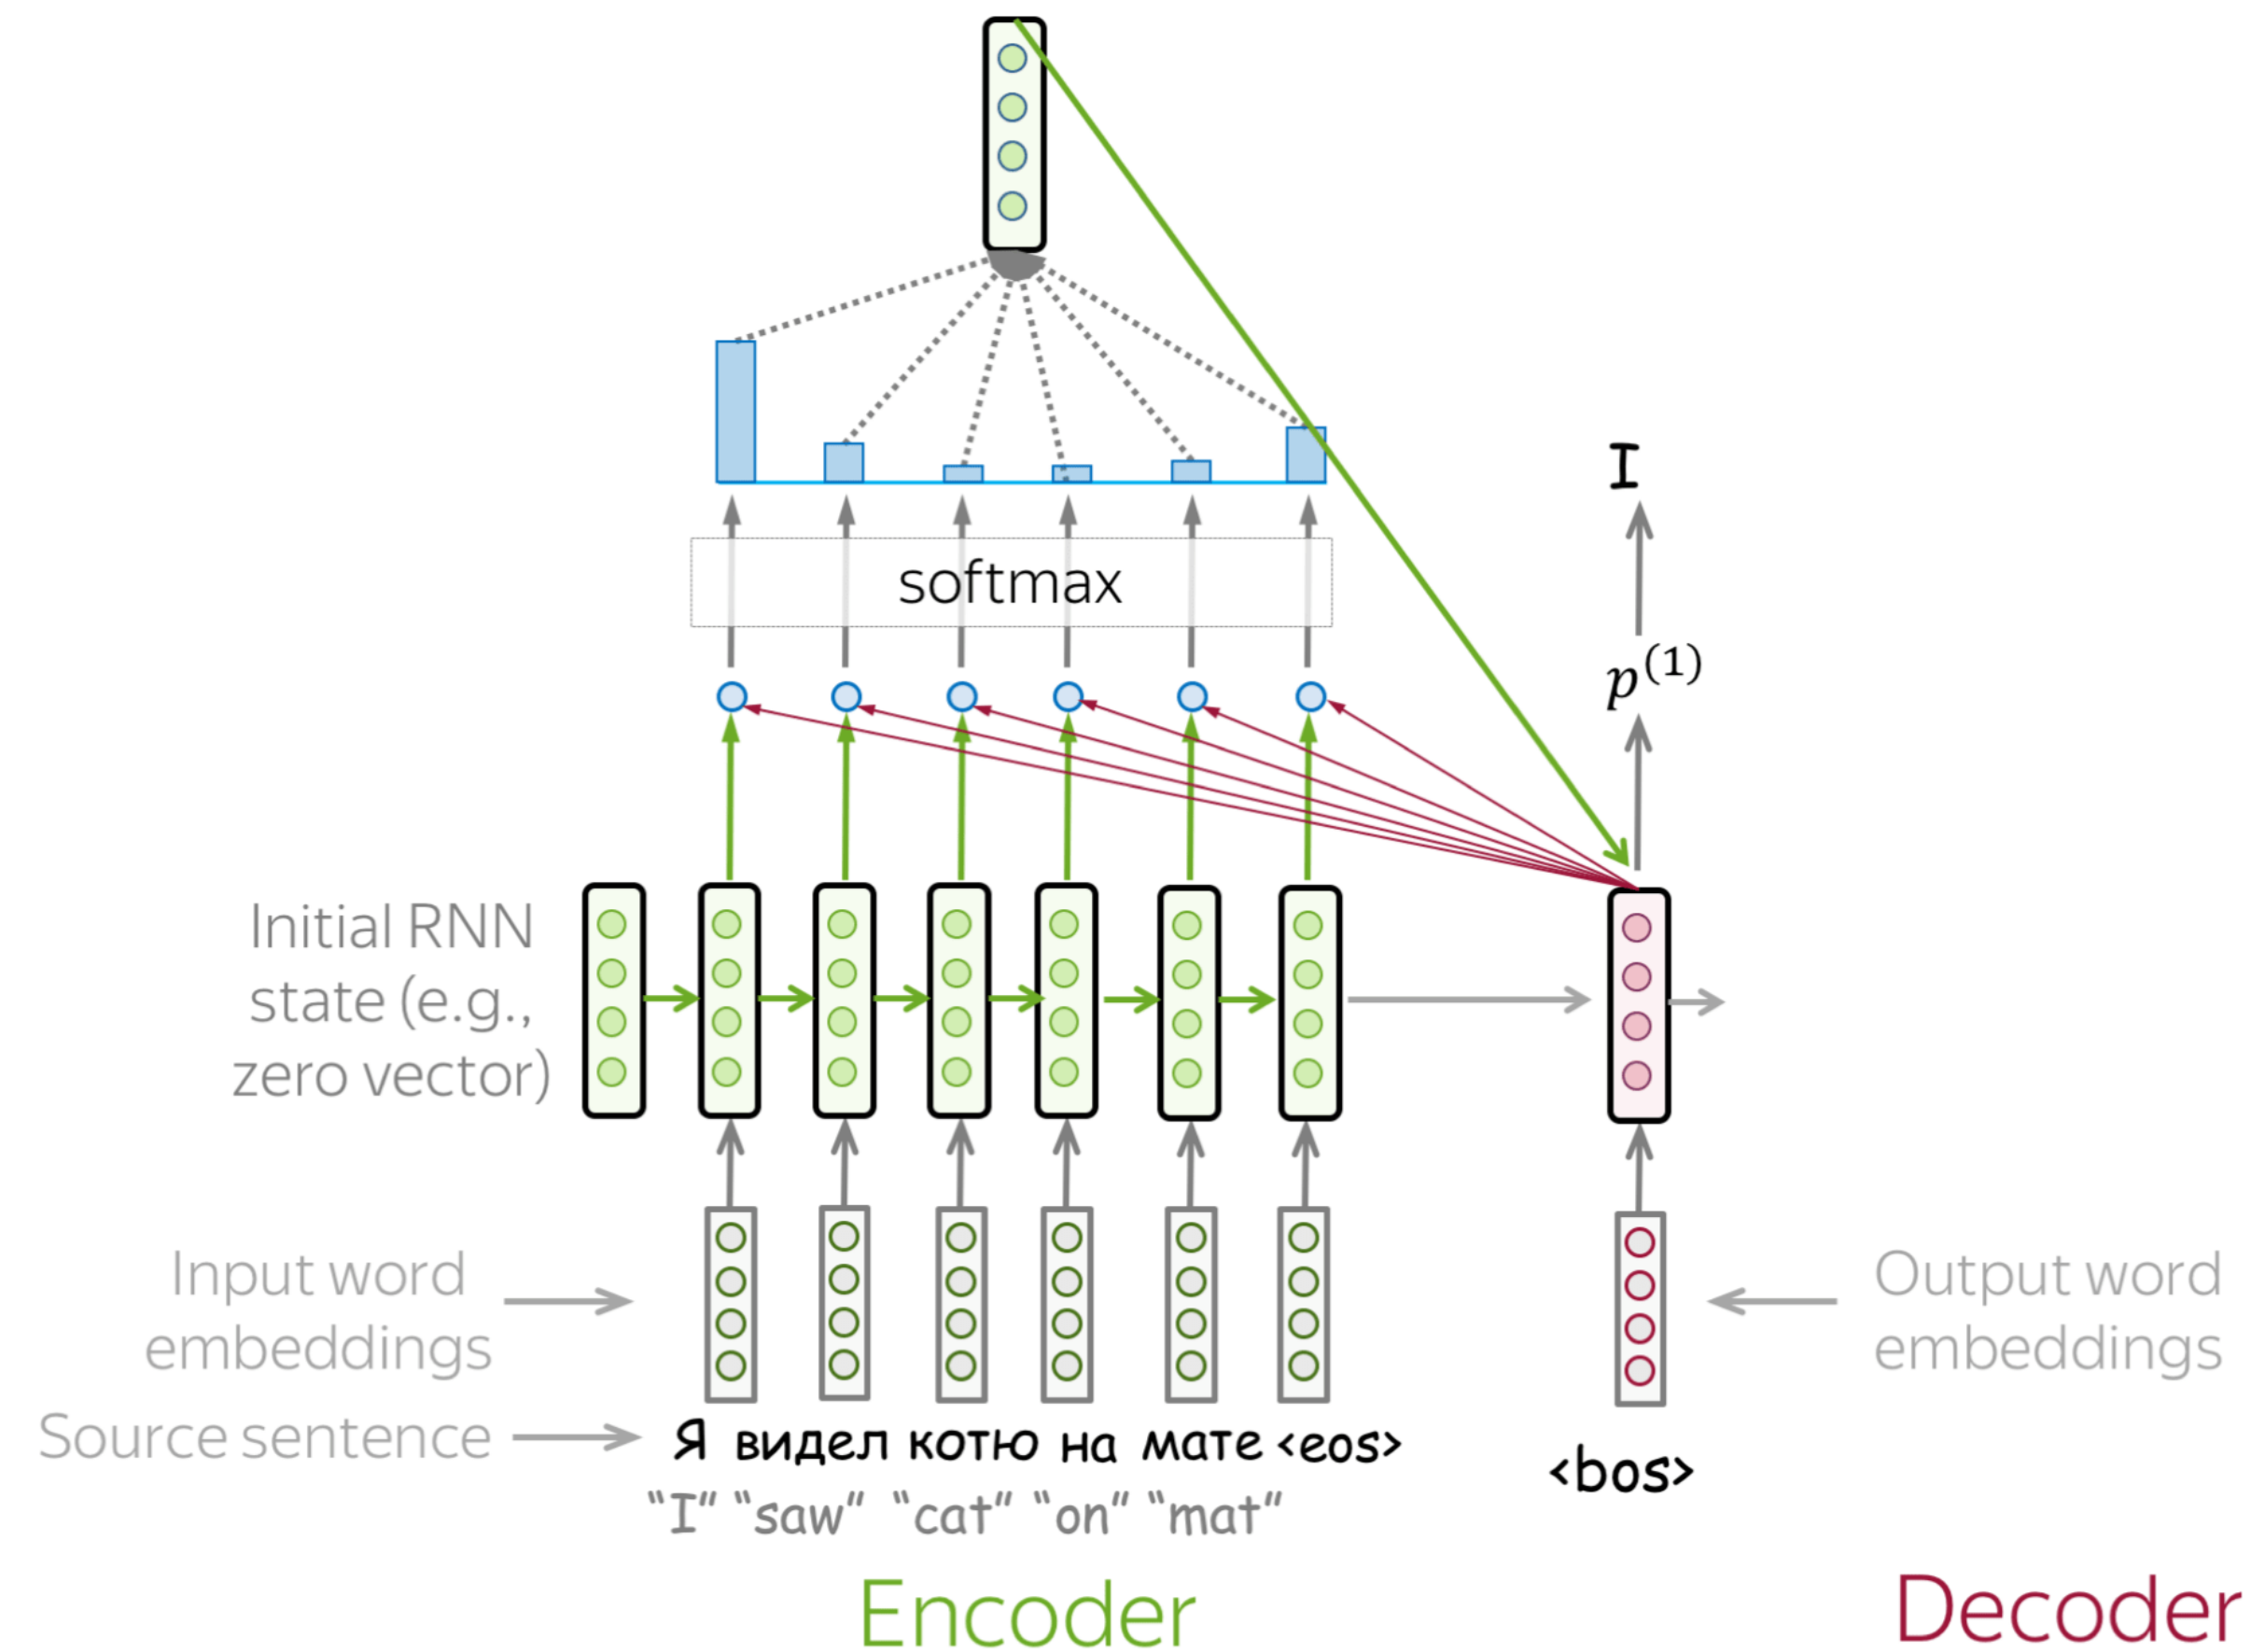 softmax
I
p(1)
Initial RNN
state (e.g.,
zero vector)
Input word
embeddings
Output word
embeddings
Source sentence
Я видел котю на мате <eos>
"I" "saw" "cat" "on" "mat"
<bos>
Encoder
Decoder